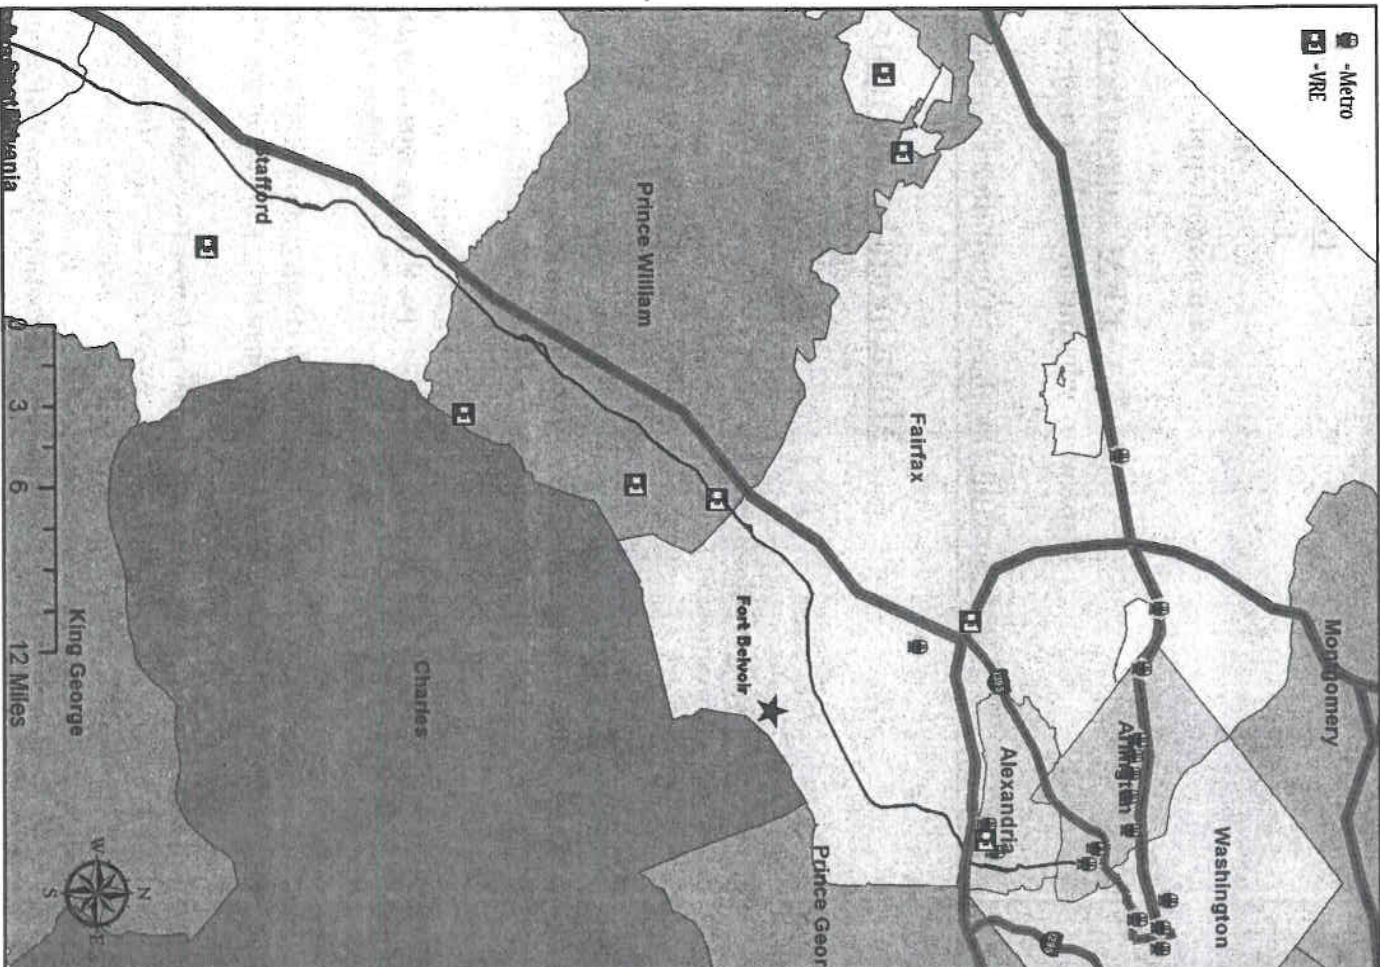 -Metro
-VRE
Montgomery
Washington
Arlington
Alexandria
Fairfax
Prince Geor
Fort Belvoir
Prince William
Charles
Stafford
King George
0 3 6 12 Miles
N
W E
S